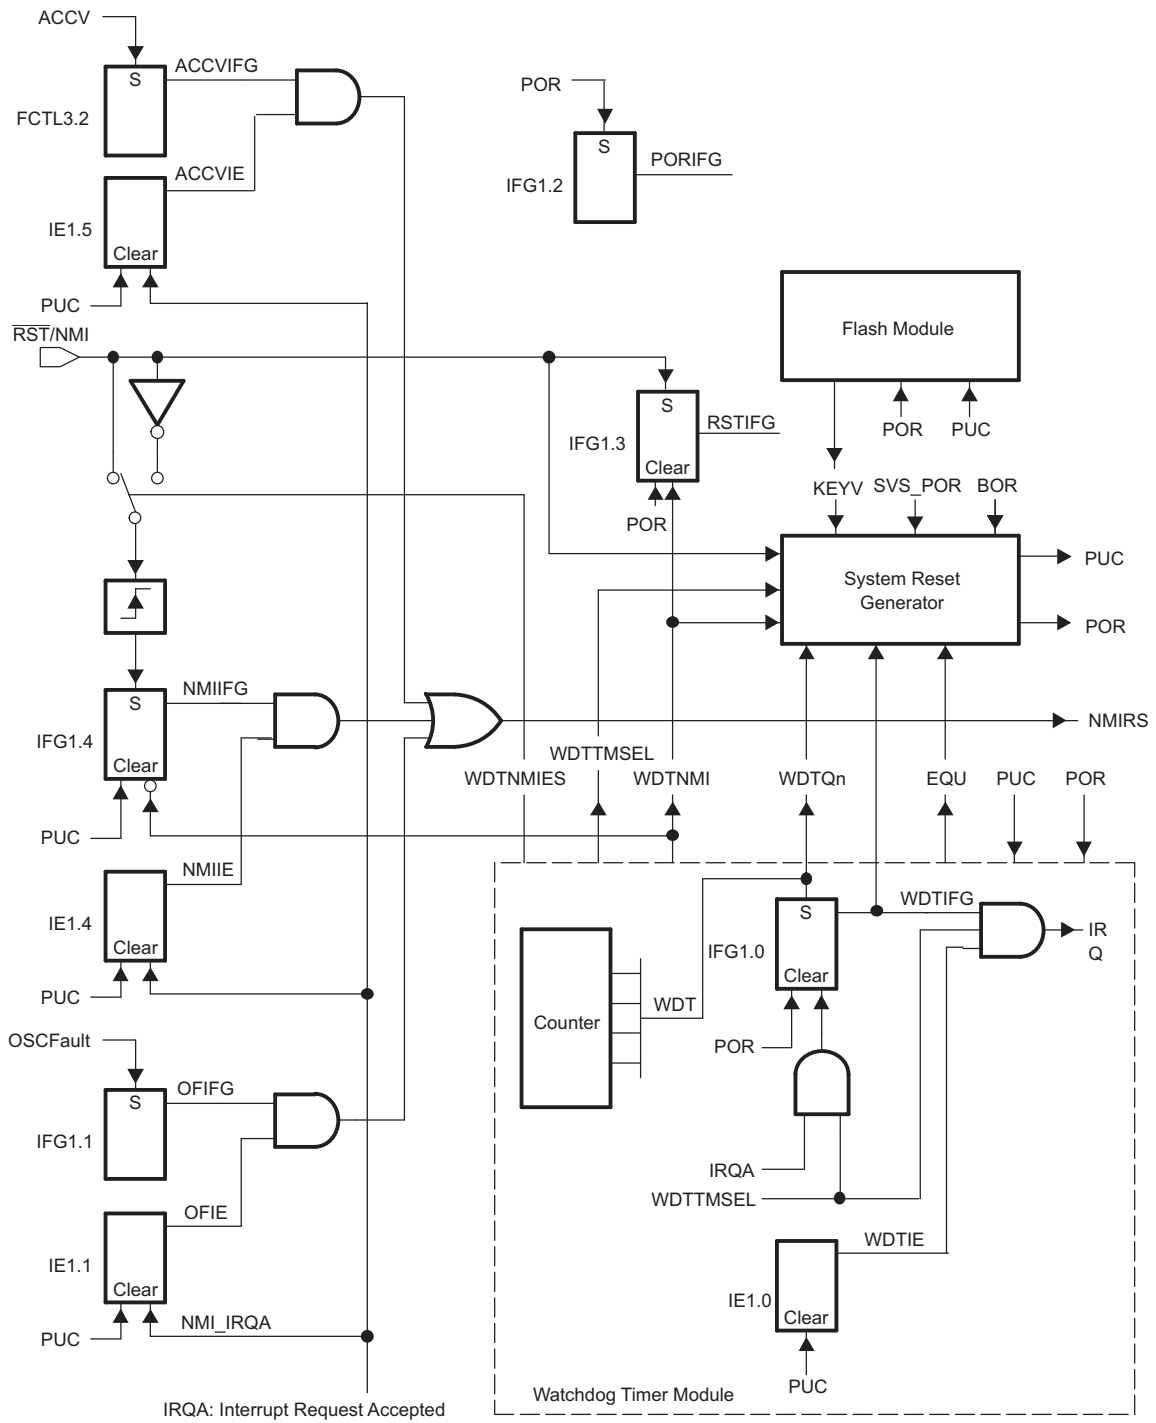 ACCV
S
ACCVIFG
FCTL3.2
ACCVIE
IE1.5
Clear
PUC
POR
S
PORIFG
IFG1.2
RST/NMI
Flash Module
POR
PUC
S
RSTIFG
IFG1.3
Clear
POR
KEYV
SVS_POR
BOR
System Reset
Generator
PUC
POR
S
NMIIFG
IFG1.4
Clear
PUC
NMIRS
WDTTMSEL
WDTNMIES
WDTNMI
WDTQn
EQU
PUC
POR
NMIIE
IE1.4
Clear
PUC
OSCFault
S
OFIFG
IFG1.1
OFIE
IE1.1
Clear
PUC
NMI_IRQA
IRQA: Interrupt Request Accepted
S
WDTIFG
IFG1.0
Clear
IR
Q
Counter
WDT
POR
IRQA
WDTTMSEL
WDTIE
IE1.0
Clear
PUC
Watchdog Timer Module